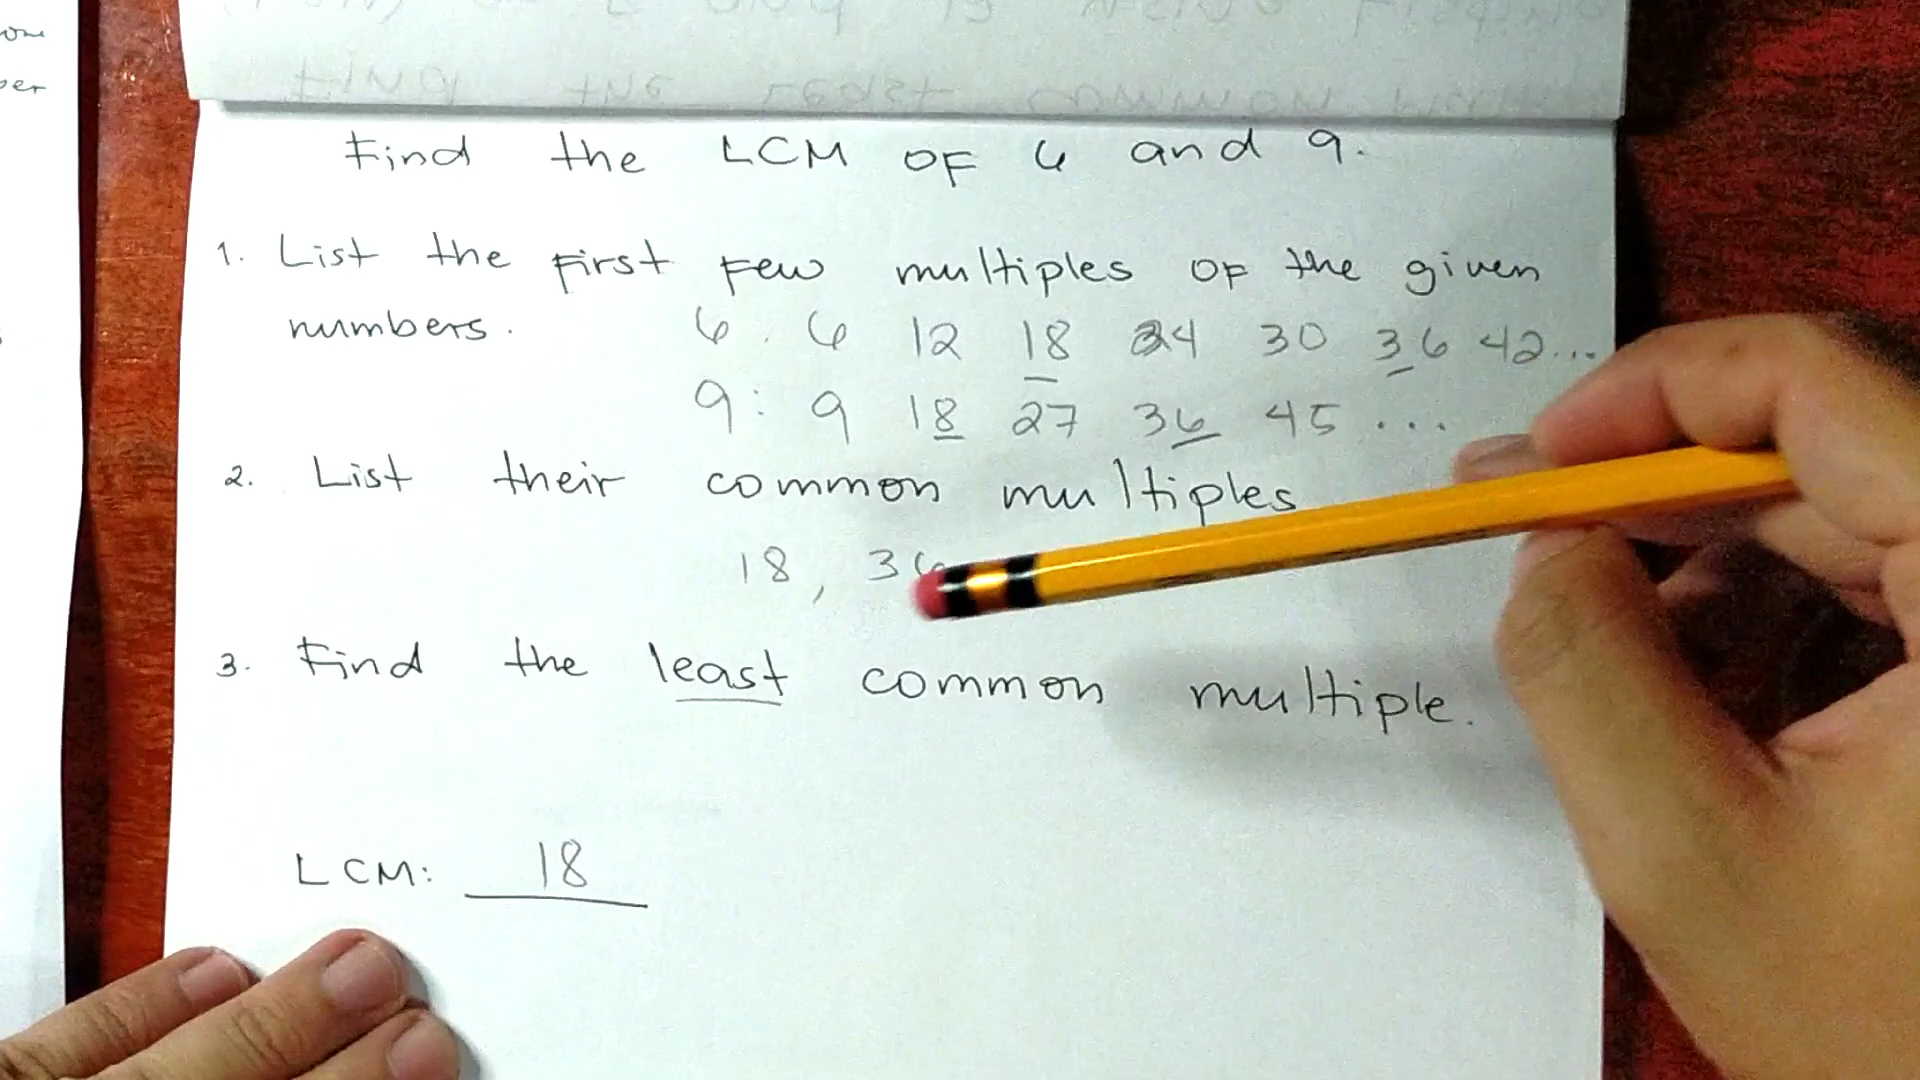 Find the LCM OF 6 and 9.
1. List the First Few multiples OF the given
numbers.
6. 6 12 18 24 30 36 42...
9: 9 18 27 36 45 ...
2. List their common multiples
18, 36
3. Find the least common multiple.
LCM: 18